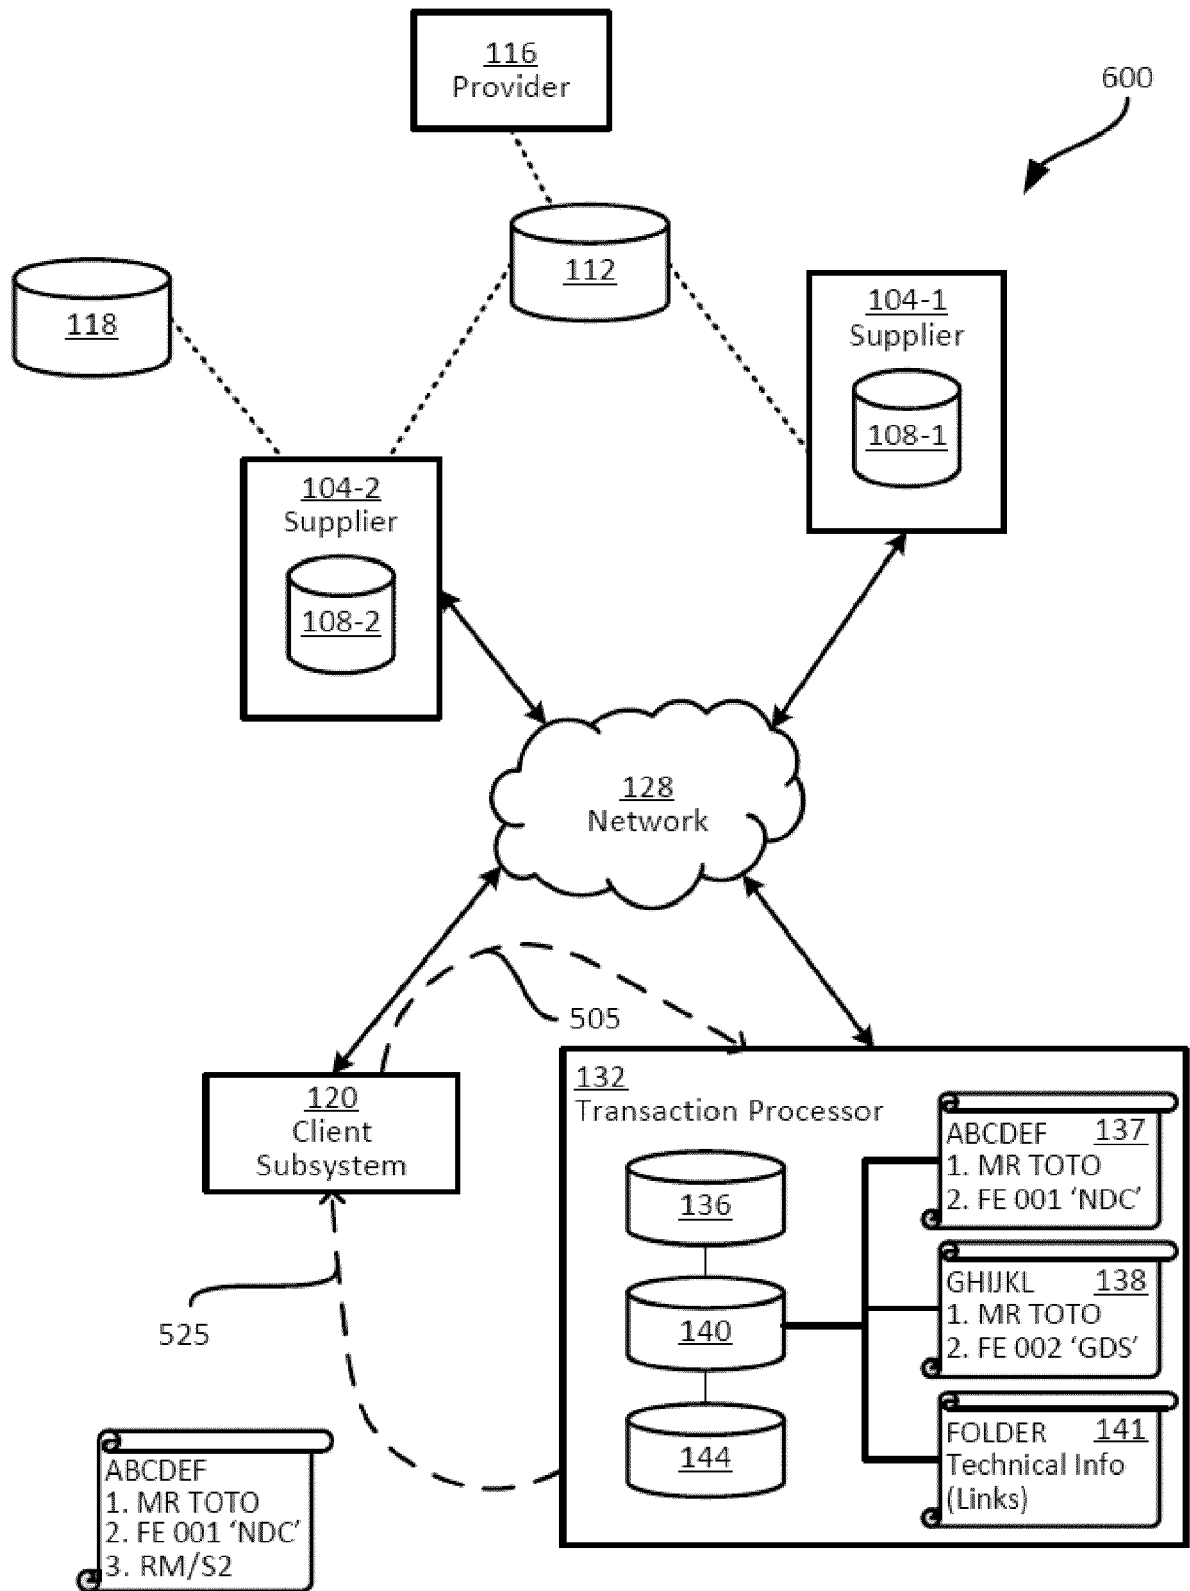 116
Provider
600
112
118
104-1
Supplier
108-1
104-2
Supplier
108-2
128
Network
505
120
Client
Subsystem
132
Transaction Processor
136
140
144
ABCDEF 137
1. MR TOTO
2. FE 001 ‘NDC’
GHIJKL 138
1. MR TOTO
2. FE 002 ‘GDS’
FOLDER 141
Technical Info
(Links)
525
ABCDEF
1. MR TOTO
2. FE 001 ‘NDC’
3. RM/S2